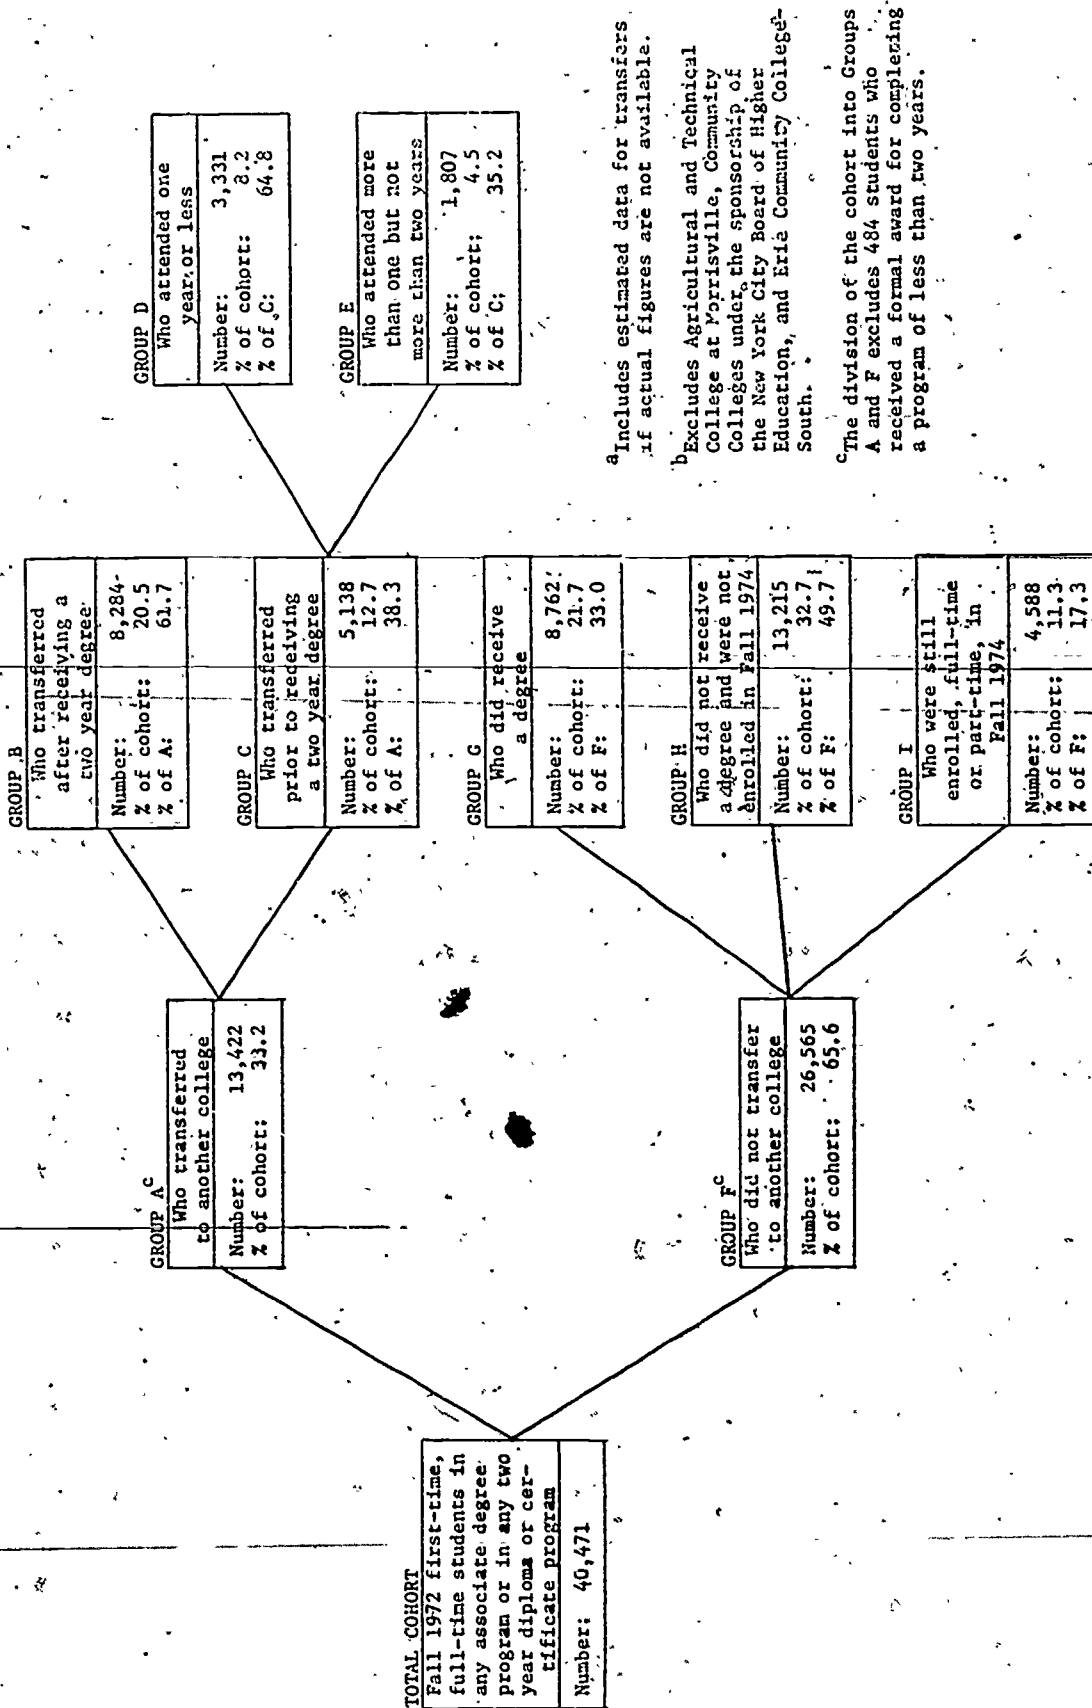 TOTAL COHORT
Fall 1972 first-time,
full-time students in
any associate degree
program or in any two
year diploma or cer-
tificate program
Number: 40,471
GROUP A^c
Who transferred
to another college
Number: 13,422
% of cohort: 33.2
GROUP F^c
Who did not transfer
to another college
Number: 26,565
% of cohort: 65.6
GROUP B
Who transferred
after receiving a
two year degree
Number: 8,284
% of cohort: 20.5
% of A: 61.7
GROUP C
Who transferred
prior to receiving
a two year degree
Number: 5,138
% of cohort: 12.7
% of A: 38.3
GROUP G
Who did receive
a degree
Number: 8,762
% of cohort: 21.7
% of F: 33.0
GROUP H
Who did not receive
a degree and were not
enrolled in Fall 1974
Number: 13,215
% of cohort: 32.7
% of F: 49.7
GROUP I
Who were still
enrolled, full-time
or part-time, in
Fall 1974
Number: 4,588
% of cohort: 11.3
% of F: 17.3
GROUP D
Who attended one
year or less
Number: 3,331
% of cohort: 8.2
% of C: 64.8
GROUP E
Who attended more
than one but not
more than two years
Number: 1,807
% of cohort: 4.5
% of C: 35.2
^a Includes estimated data for transfers
if actual figures are not available.
^b Excludes Agricultural and Technical
College at Morrisville, Community
Colleges under the sponsorship of
the New York City Board of Higher
Education, and Erie Community College-
South.
^c The division of the cohort into Groups
A and F excludes 484 students who
received a formal award for completing
a program of less than two years.